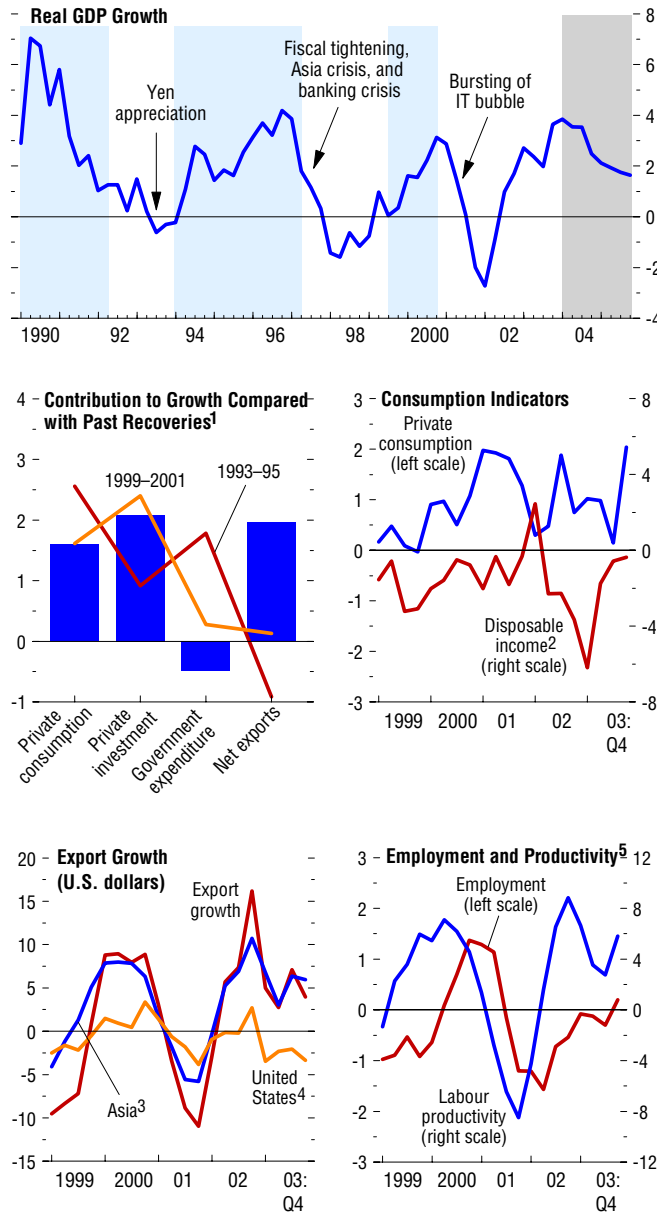 Real GDP Growth
Yen
appreciation
Fiscal tightening,
Asia crisis, and
banking crisis
Bursting of
IT bubble
8
6
4
2
0
-2
-4
1990 92 94 96 98 2000 02 04
Contribution to Growth Compared
with Past Recoveries1
4
3
2
1
0
-1
1999–2001
1993–95
Private
consumption
Private
investment
Government
expenditure
Net exports
Consumption Indicators
3
2
1
0
-1
-2
-3
8
4
0
-4
-8
Private
consumption
(left scale)
Disposable
income2
(right scale)
1999 2000 01 02 03:
Q4
Export Growth
(U.S. dollars)
20
15
10
5
0
-5
-10
-15
Export
growth
Asia3
United
States4
1999 2000 01 02 03:
Q4
Employment and Productivity5
3
2
1
0
-1
-2
-3
12
8
4
0
-4
-8
-12
Employment
(left scale)
Labour
productivity
(right scale)
1999 2000 01 02 03:
Q4